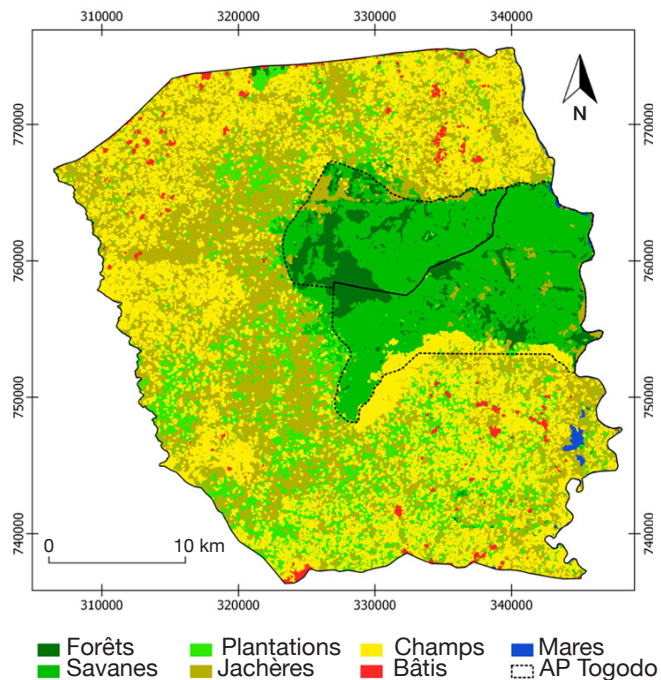 310000 320000 330000 340000
N
770000 770000
760000 760000
750000 750000
740000 740000
0 10 km
310000 320000 330000 340000
Forêts Plantations Champs Mares
Savanes Jachères Bâtis AP Togodo